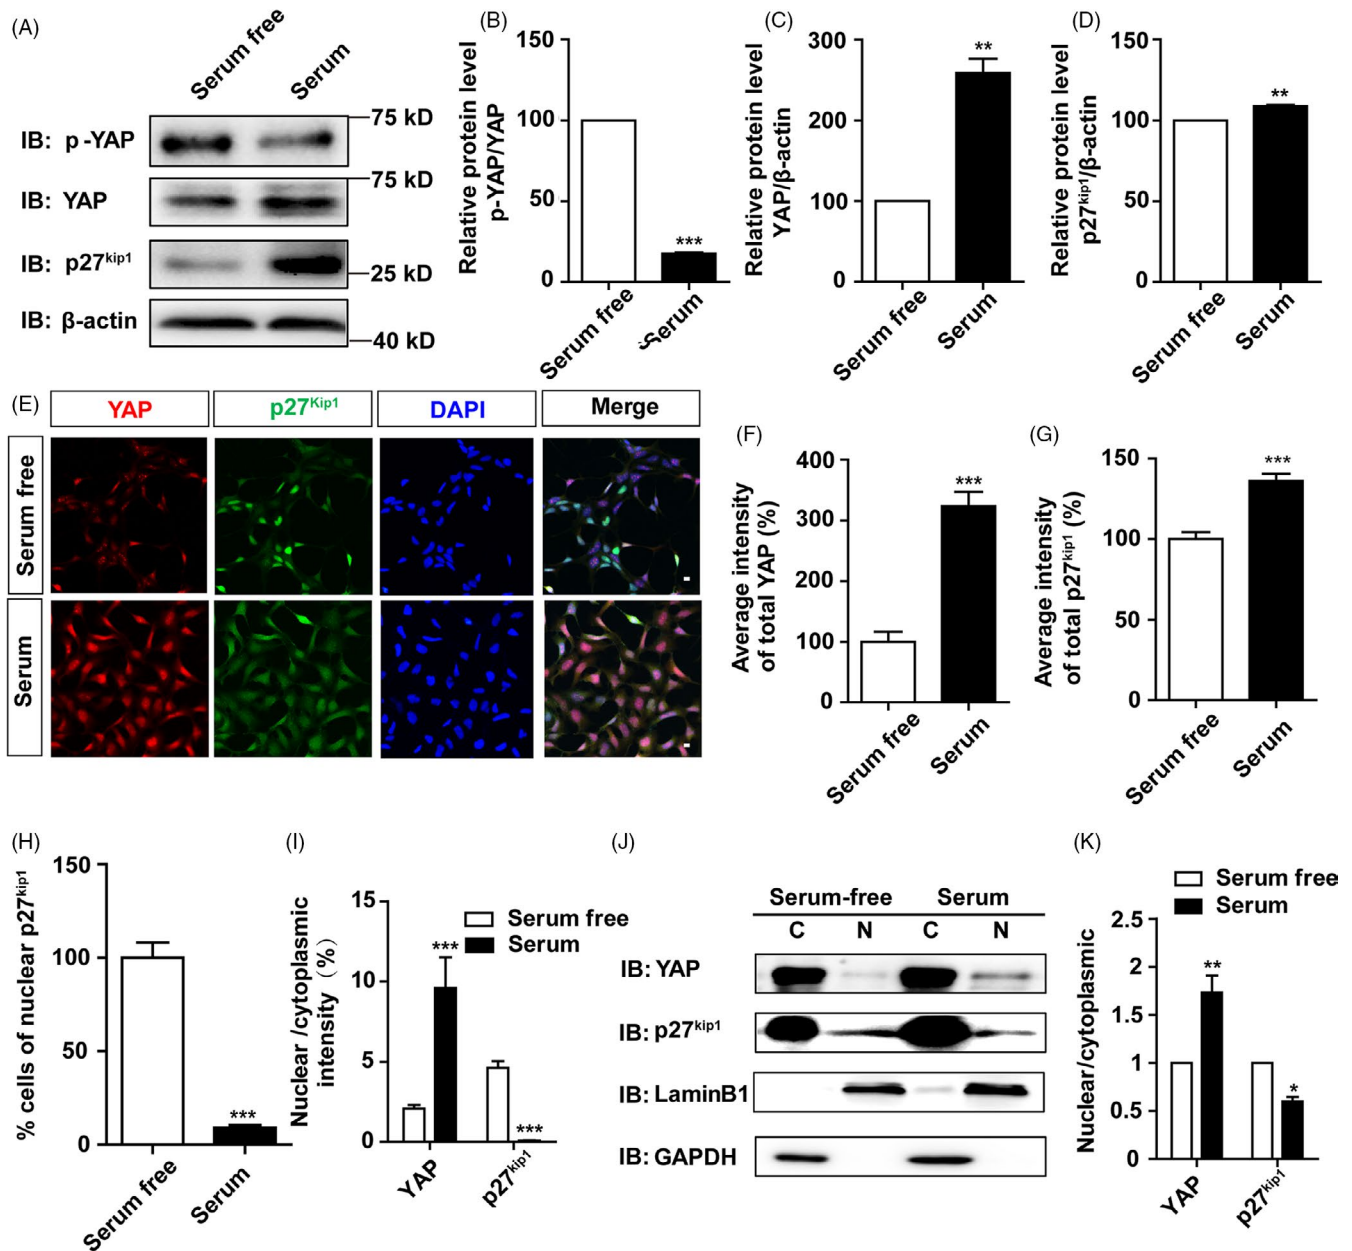 (A)
Serum free
Serum
IB: p -YAP
75 kD
IB: YAP
75 kD
IB: p27kip1
25 kD
IB: β-actin
40 kD
(B)
Relative protein level
p-YAP/YAP
150
100
50
0
***
Serum free
Serum
(C)
Relative protein level
YAP/β-actin
300
200
100
0
**
Serum free
Serum
(D)
Relative protein level
p27kip1/β-actin
150
100
50
0
**
Serum free
Serum
(E)
YAP
p27Kip1
DAPI
Merge
Serum free
Serum
(F)
Average intensity
of total YAP (%)
400
300
200
100
0
***
Serum free
Serum
(G)
Average intensity
of total p27kip1 (%)
150
100
50
0
***
Serum free
Serum
(H)
% cells of nuclear p27kip1
150
100
50
0
***
Serum free
Serum
(I)
Nuclear /cytoplasmic
intensity (%)
15
10
5
0
Serum free
Serum
***
***
YAP
p27kip1
(J)
Serum-free Serum
C N C N
IB: YAP
IB: p27kip1
IB: LaminB1
IB: GAPDH
(K)
Serum free
Serum
Nuclear/cytoplasmic
2.5
2
1.5
1
0.5
0
**
*
YAP
p27kip1